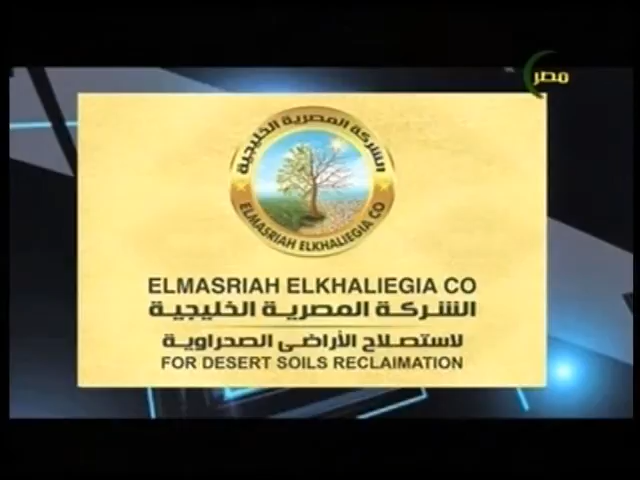 مصر
الشركة المصرية الخليجية
ELMASRIAH ELKHALIEGIA CO
ELMASRIAH ELKHALIEGIA CO
الشركة المصرية الخليجية
لاستصلاح الأراضى الصحراوية
FOR DESERT SOILS RECLAIMATION